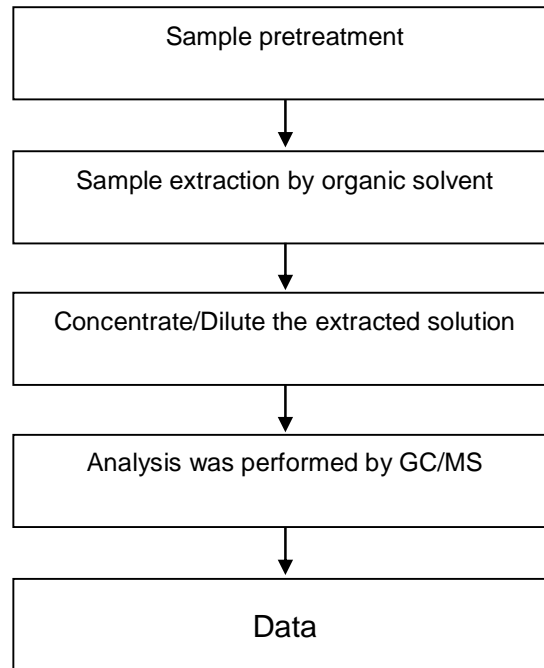 Sample pretreatment
Sample extraction by organic solvent
Concentrate/Dilute the extracted solution
Analysis was performed by GC/MS
Data